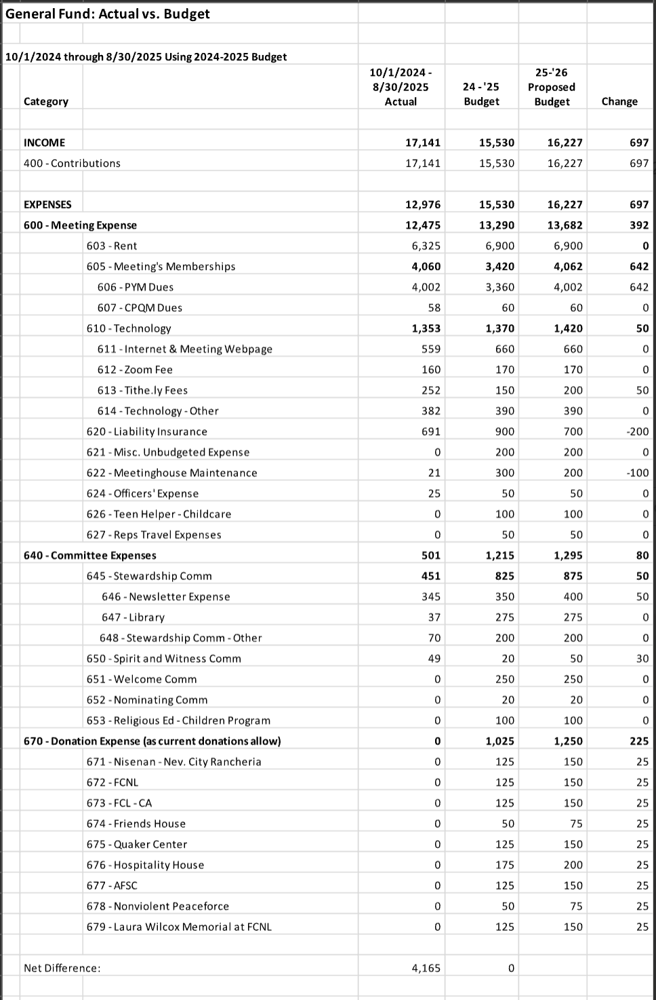 General Fund: Actual vs. Budget
10/1/2024 through 8/30/2025 Using 2024-2025 Budget
Category 10/1/2024 - 8/30/2025 Actual 24 -'25 Budget 25-'26 Proposed Budget Change
INCOME 17,141 15,530 16,227 697
400 - Contributions 17,141 15,530 16,227 697
EXPENSES 12,976 15,530 16,227 697
600 - Meeting Expense 12,475 13,290 13,682 392
603 - Rent 6,325 6,900 6,900 0
605 - Meeting's Memberships 4,060 3,420 4,062 642
606 - PYM Dues 4,002 3,360 4,002 642
607 - CPQM Dues 58 60 60 0
610 - Technology 1,353 1,370 1,420 50
611 - Internet & Meeting Webpage 559 660 660 0
612 - Zoom Fee 160 170 170 0
613 - Tithe.ly Fees 252 150 200 50
614 - Technology - Other 382 390 390 0
620 - Liability Insurance 691 900 700 -200
621 - Misc. Unbudgeted Expense 0 200 200 0
622 - Meetinghouse Maintenance 21 300 200 -100
624 - Officers' Expense 25 50 50 0
626 - Teen Helper - Childcare 0 100 100 0
627 - Reps Travel Expenses 0 50 50 0
640 - Committee Expenses 501 1,215 1,295 80
645 - Stewardship Comm 451 825 875 50
646 - Newsletter Expense 345 350 400 50
647 - Library 37 275 275 0
648 - Stewardship Comm - Other 70 200 200 0
650 - Spirit and Witness Comm 49 20 50 30
651 - Welcome Comm 0 250 250 0
652 - Nominating Comm 0 20 20 0
653 - Religious Ed - Children Program 0 100 100 0
670 - Donation Expense (as current donations allow) 0 1,025 1,250 225
671 - Nisenan - Nev. City Rancheria 0 125 150 25
672 - FCNL 0 125 150 25
673 - FCL - CA 0 125 150 25
674 - Friends House 0 50 75 25
675 - Quaker Center 0 125 150 25
676 - Hospitality House 0 175 200 25
677 - AFSC 0 125 150 25
678 - Nonviolent Peaceforce 0 50 75 25
679 - Laura Wilcox Memorial at FCNL 0 125 150 25
Net Difference: 4,165 0